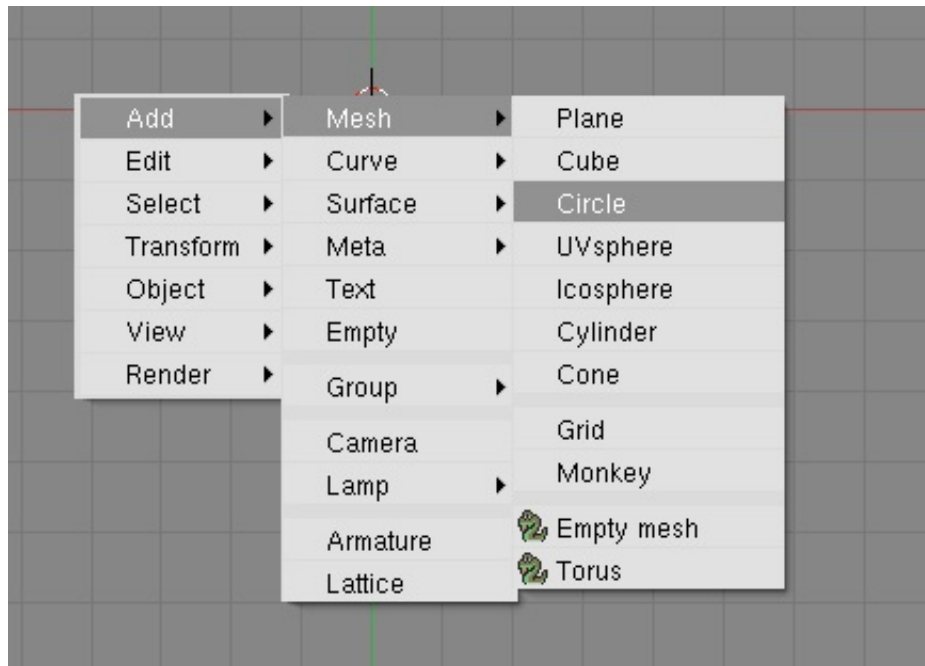 Add
Edit
Select
Transform
Object
View
Render
Mesh
Curve
Surface
Meta
Text
Empty
Group
Camera
Lamp
Armature
Lattice
Plane
Cube
Circle
UVsphere
Icosphere
Cylinder
Cone
Grid
Monkey
Empty mesh
Torus